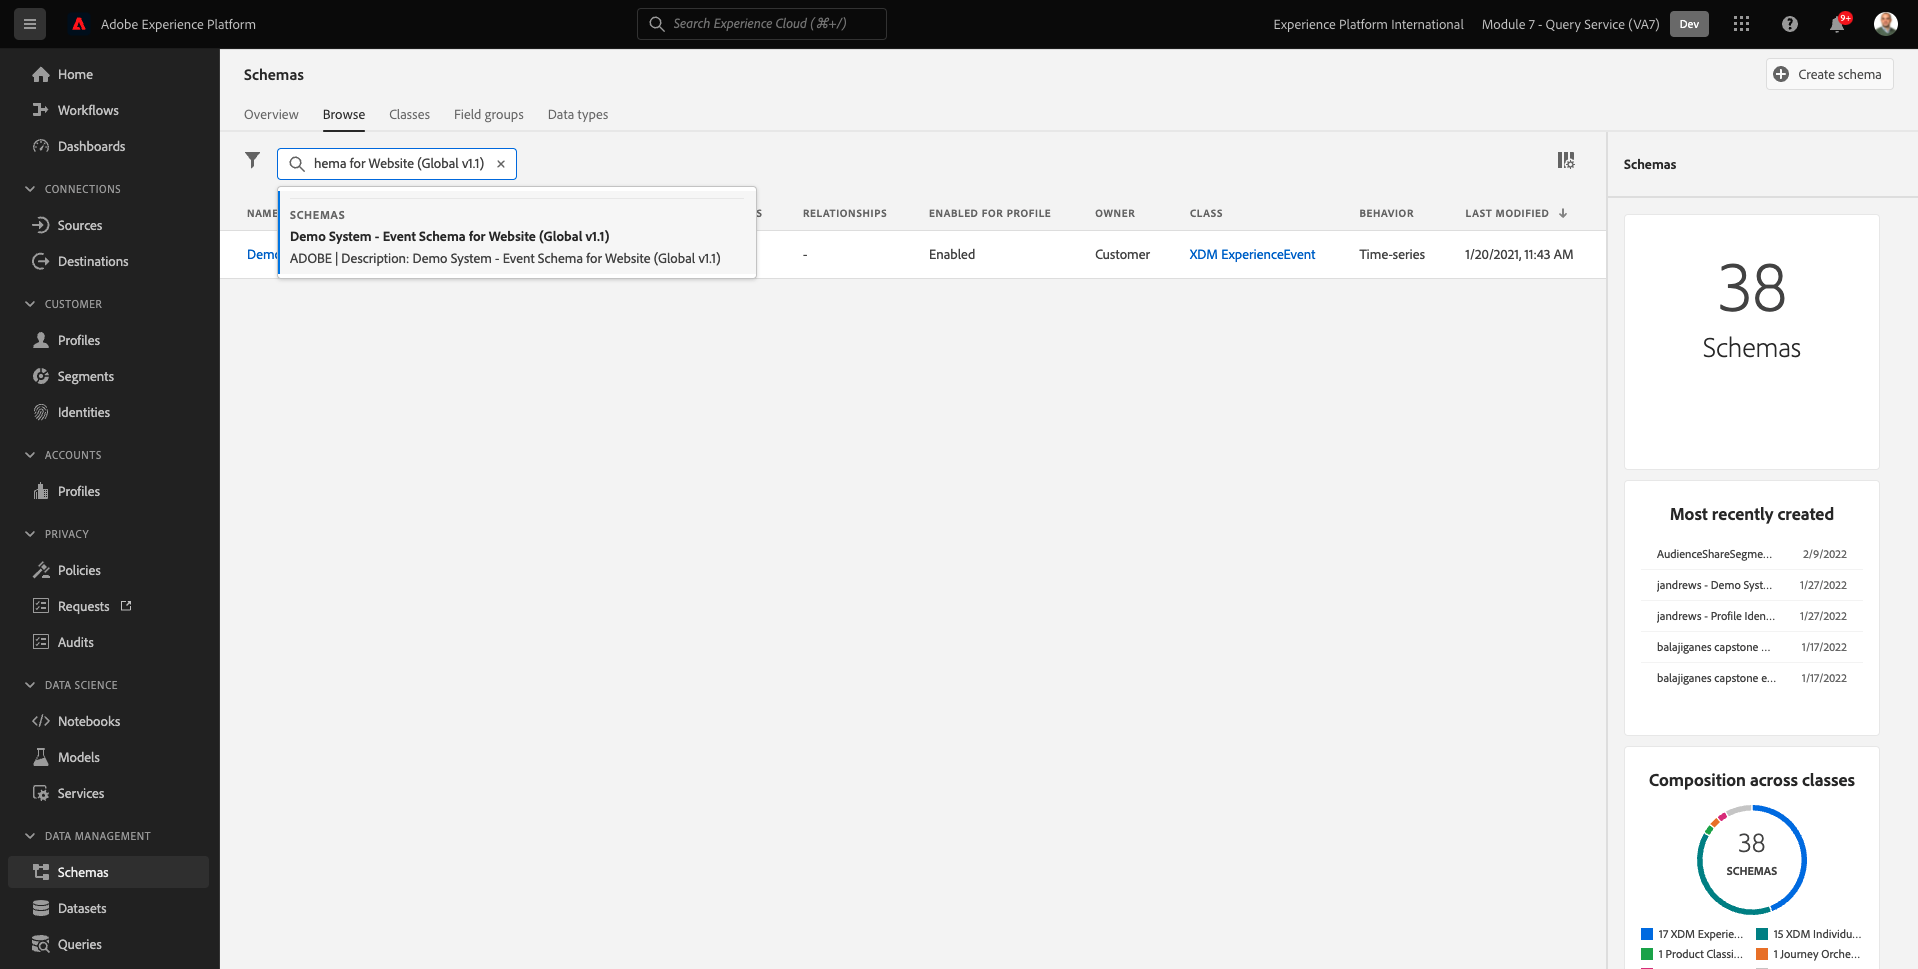 Adobe Experience Platform
Search Experience Cloud (⌘+/)
Experience Platform International
Module 7 - Query Service (VA7)
Dev
9+
Home
Workflows
Dashboards
CONNECTIONS
Sources
Destinations
CUSTOMER
Profiles
Segments
Identities
ACCOUNTS
Profiles
PRIVACY
Policies
Requests
Audits
DATA SCIENCE
Notebooks
Models
Services
DATA MANAGEMENT
Schemas
Datasets
Queries
Schemas
Create schema
Overview Browse Classes Field groups Data types
hema for Website (Global v1.1)
SCHEMAS
Demo System - Event Schema for Website (Global v1.1)
ADOBE | Description: Demo System - Event Schema for Website (Global v1.1)
NAME S RELATIONSHIPS ENABLED FOR PROFILE OWNER CLASS BEHAVIOR LAST MODIFIED
Demo - Enabled Customer XDM ExperienceEvent Time-series 1/20/2021, 11:43 AM
Schemas
38
Schemas
Most recently created
AudienceShareSegme... 2/9/2022
jandrews - Demo Syst... 1/27/2022
jandrews - Profile Iden... 1/27/2022
balajiganes capstone ... 1/17/2022
balajiganes capstone e... 1/17/2022
Composition across classes
38
SCHEMAS
17 XDM Experie... 15 XDM Individu...
1 Product Classi... 1 Journey Orche...